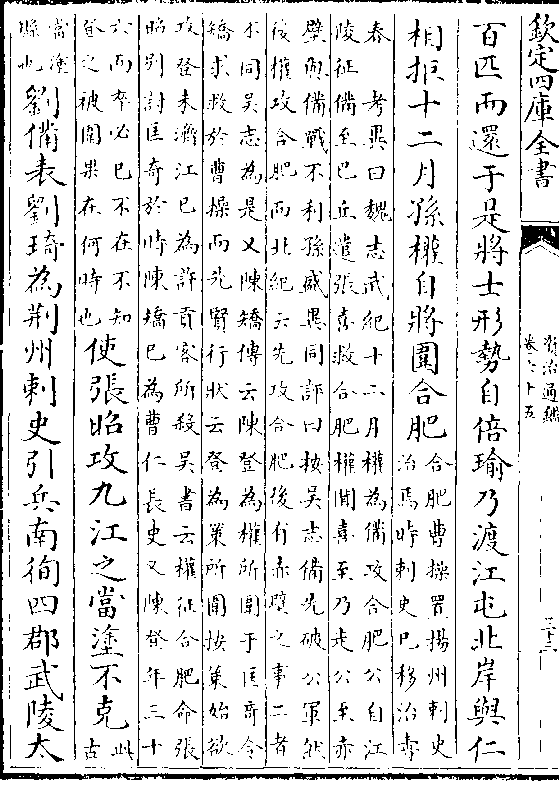 欽定四庫全書
資治通鑑
卷六十五
三十三
百匹而還于是將士形勢自倍瑜乃渡江屯北岸與仁
相拒十二月孫權自將圍合肥
合肥曹操置揚州刺史
治焉時刺史已移治壽
春 考異曰魏志武紀十二月權為備攻合肥公自江
陵征備至巴丘遣張憙救合肥權聞憙至乃走公至赤
壁與備戰不利孫盛異同評曰按吳志備先破公軍然
後權攻合肥而此紀云先攻合肥後有赤壁之事二者
不同吳志為是又陳矯傳云陳登為權所圍于匡奇令
矯求救於曹操而先賢行狀云登為策所圍按策始欲
攻登未濟江已為許貢客所殺吳書云權征合肥命張
昭别討匡奇於時陳矯已為曹仁長史又陳登年三十
六而卒必已不在不知
登之被圍果在何時也
使張昭攻九江之當塗不克
此
古
當塗
縣也
劉備表劉琦為荆州刺史引兵南徇四郡武陵太